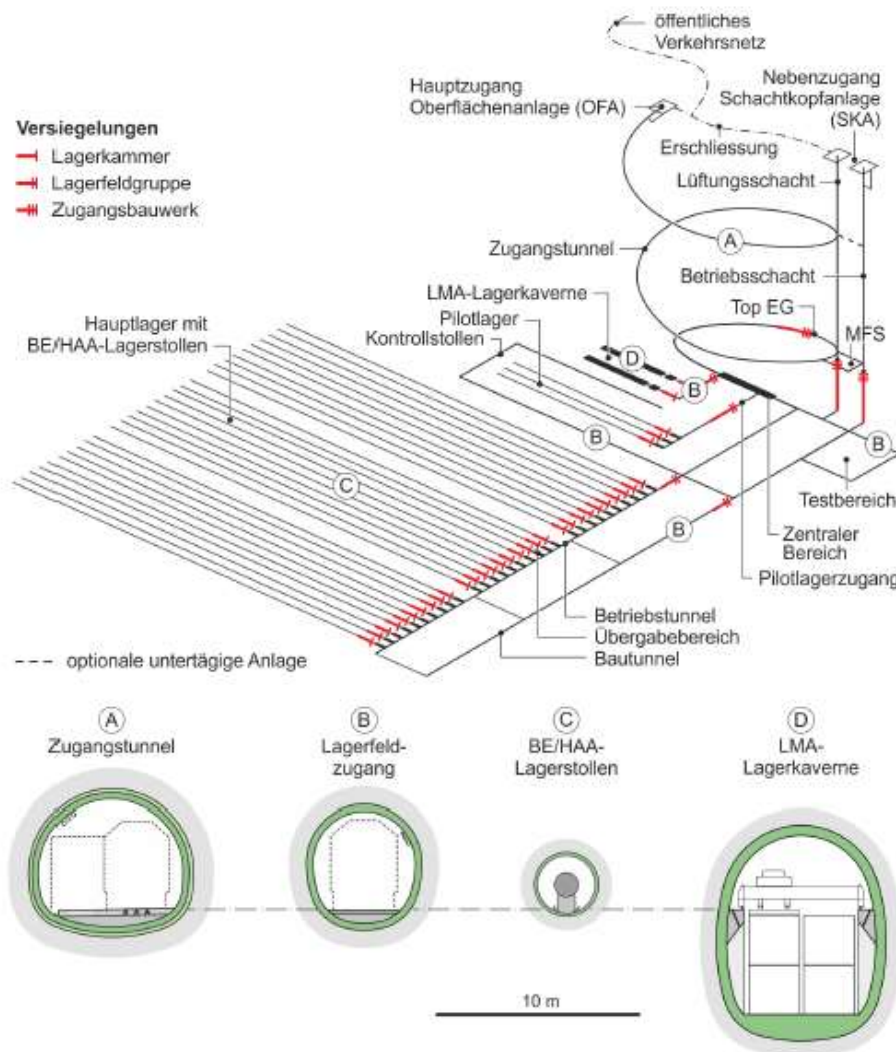 öffentliches
Verkehrsnetz
Hauptzugang
Oberflächenanlage (OFA)
Nebenzugang
Schachtkopfanlage
(SKA)
Versiegelungen
Lagerkammer
Lagerfeldgruppe
Zugangsbauwerk
Erschliessung
Lüftungsschacht
A
Zugangstunnel
Betriebsschacht
LMA-Lagerkaverne
Top EG
Hauptlager mit
BE/HAA-Lagerstollen
Pilotlager
Kontrollstollen
MFS
D
B
B
B
C
Testbereich
B
Zentraler
Bereich
Pilotlagerzugang
Betriebstunnel
Übergabebereich
Bautunnel
optionale untertägige Anlage
A
Zugangstunnel
B
Lagerfeld-
zugang
C
BE/HAA-
Lagerstollen
D
LMA-
Lagerkaverne
10 m